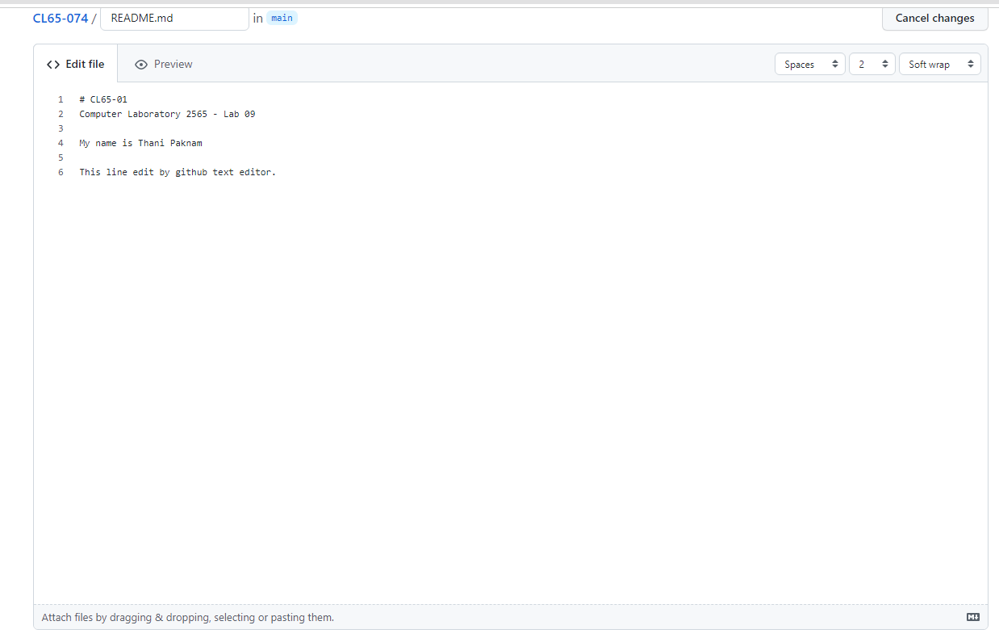 CL65-074 / README.md in main Cancel changes
<> Edit file Preview Spaces 2 Soft wrap
1 # CL65-01
2 Computer Laboratory 2565 - Lab 09
3
4 My name is Thani Paknam
5
6 This line edit by github text editor.
Attach files by dragging & dropping, selecting or pasting them. M↓